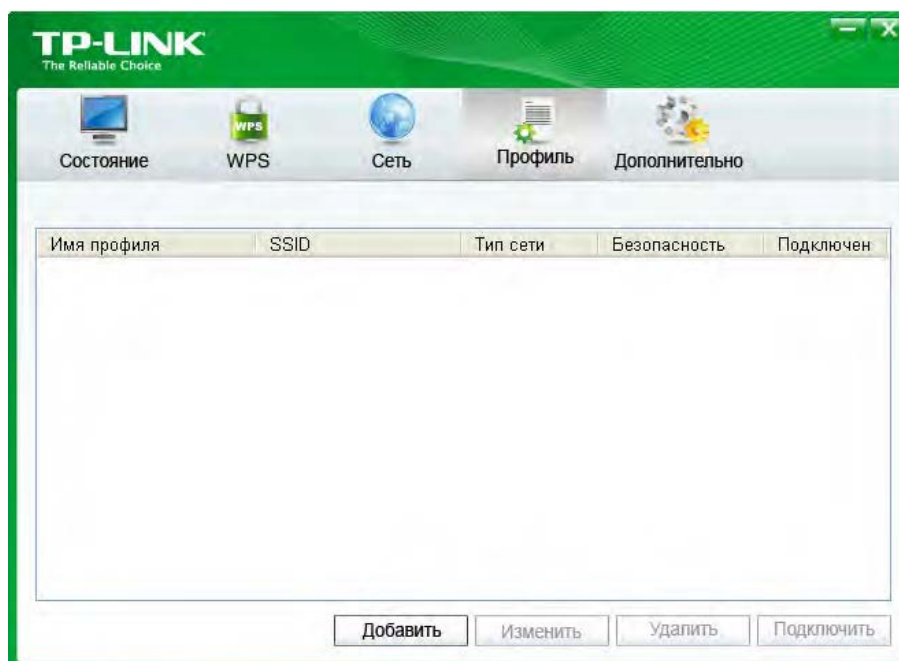 TP-LINK
The Reliable Choice
WPS
Состояние WPS Сеть Профиль Дополнительно
Имя профиля SSID Тип сети Безопасность Подключен
Добавить Изменить Удалить Подключить